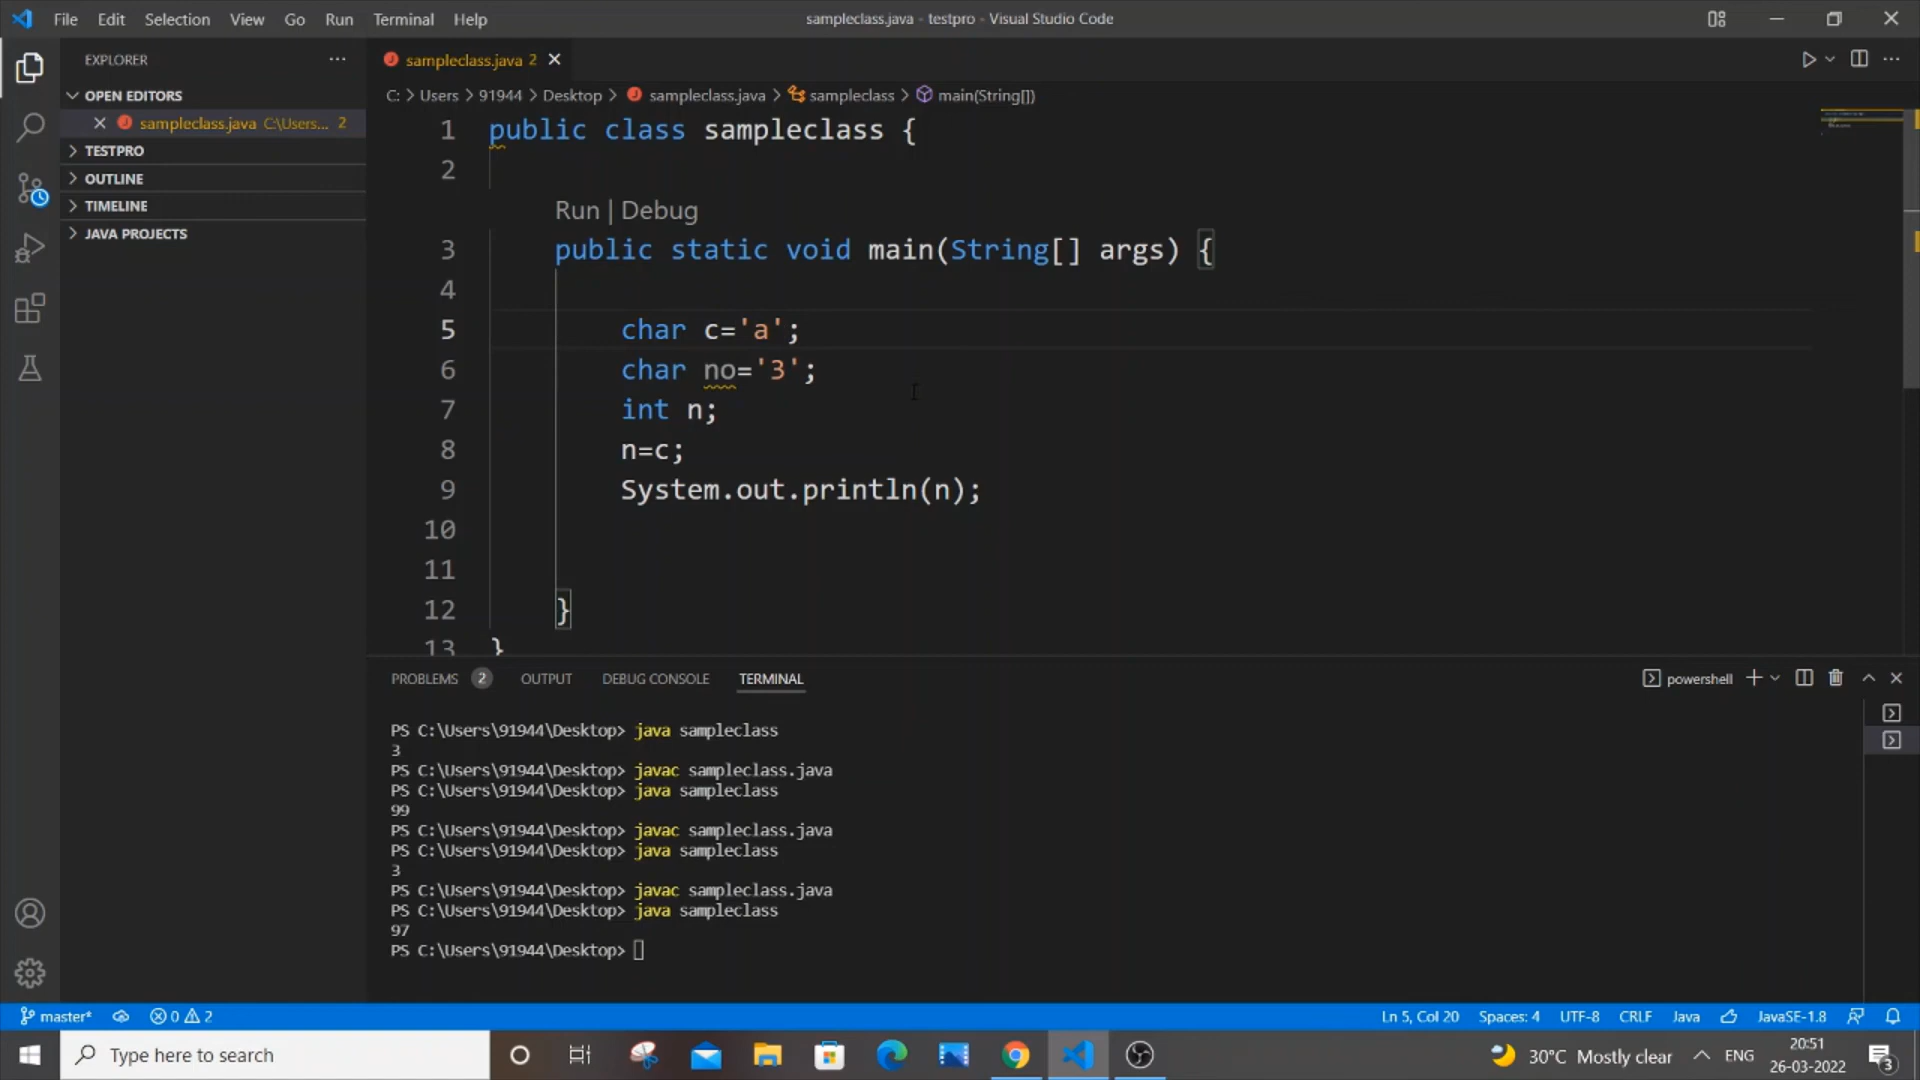 File Edit Selection View Go Run Terminal Help
sampleclass.java - testpro - Visual Studio Code
EXPLORER
sampleclass.java 2
OPEN EDITORS
sampleclass.java C:\Users... 2
TESTPRO
OUTLINE
TIMELINE
JAVA PROJECTS
C: > Users > 91944 > Desktop > sampleclass.java > sampleclass > main(String[])
1 public class sampleclass {
2
Run | Debug
3 public static void main(String[] args) {
4
5 char c='a';
6 char no='3';
7 int n;
8 n=c;
9 System.out.println(n);
10
11
12 }
13 }
PROBLEMS 2 OUTPUT DEBUG CONSOLE TERMINAL
powershell
PS C:\Users\91944\Desktop> java sampleclass
3
PS C:\Users\91944\Desktop> javac sampleclass.java
PS C:\Users\91944\Desktop> java sampleclass
99
PS C:\Users\91944\Desktop> javac sampleclass.java
PS C:\Users\91944\Desktop> java sampleclass
3
PS C:\Users\91944\Desktop> javac sampleclass.java
PS C:\Users\91944\Desktop> java sampleclass
97
PS C:\Users\91944\Desktop>
master* 0 2
Ln 5, Col 20 Spaces: 4 UTF-8 CRLF Java JavaSE-1.8
Type here to search
30°C Mostly clear
ENG
20:51
26-03-2022
3